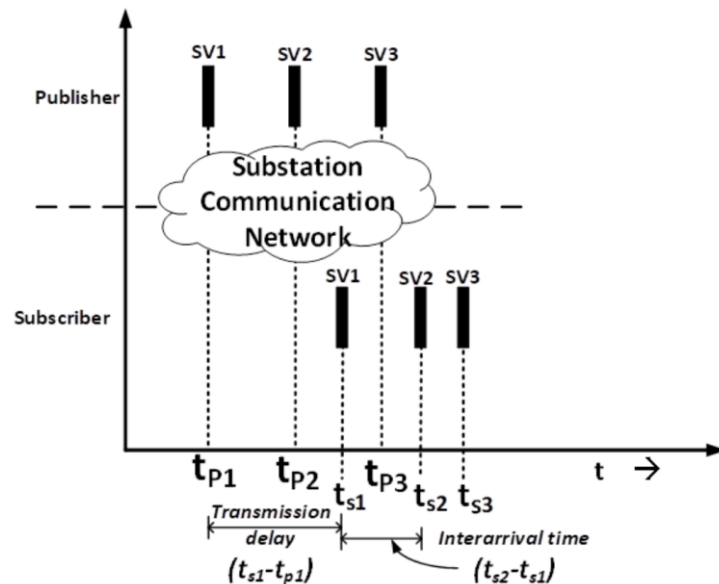 SV1 SV2 SV3
Publisher
Substation
Communication
Network
SV1 SV2 SV3
Subscriber
tP1 tP2 ts1 tP3 ts2 ts3 t →
Transmission
delay
(ts1-tp1)
Interarrival time
(ts2-ts1)